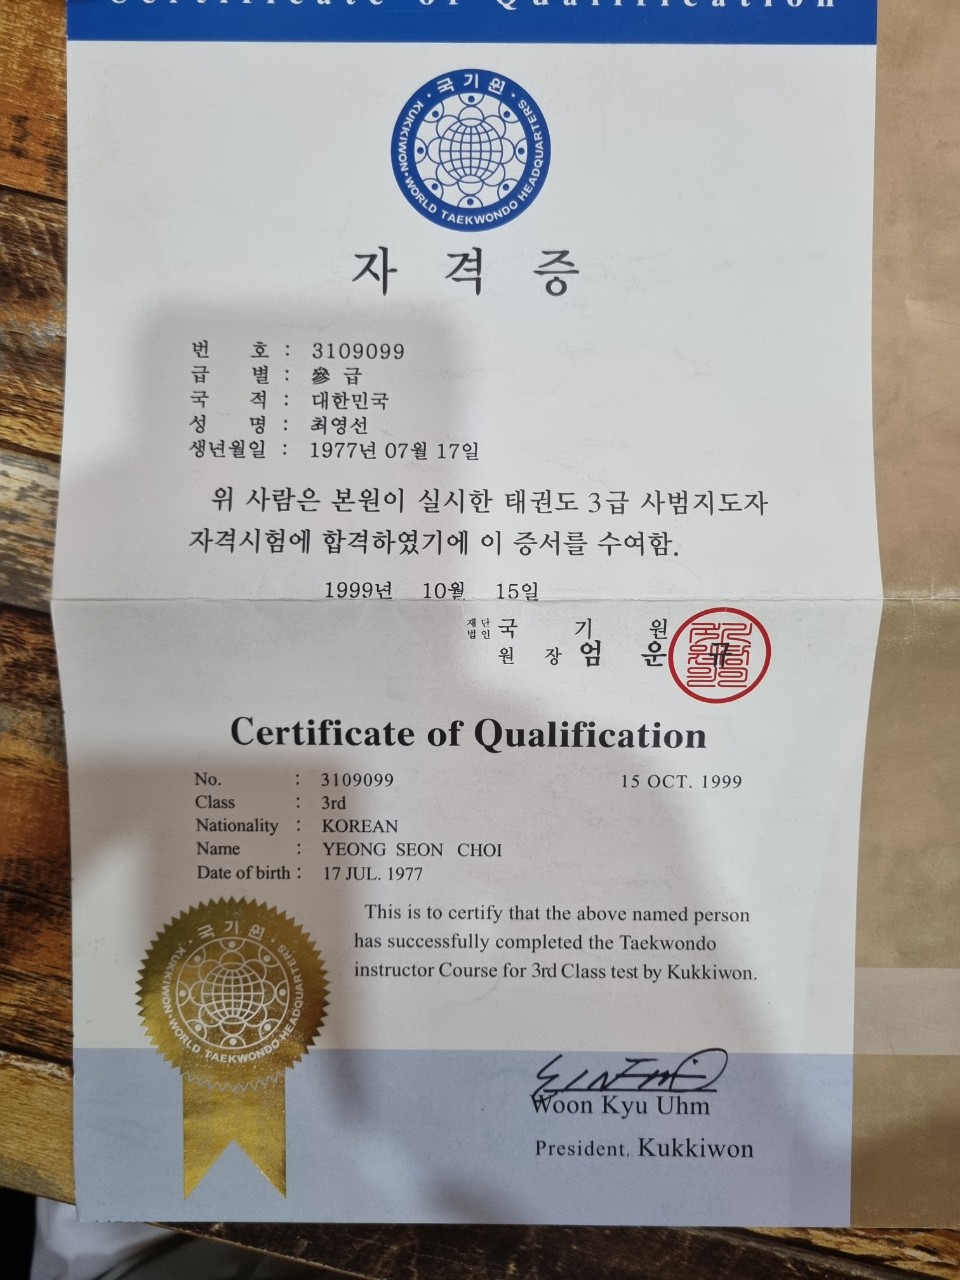 Certificate of Qualification
· 국 기 원 ·
KUKKIWON · WORLD TAEKWONDO HEADQUARTERS
자 격 증
번 호 : 3109099
급 별 : 參 급
국 적 : 대한민국
성 명 : 최영선
생년월일 : 1977년 07월 17일
위 사람은 본원이 실시한 태권도 3급 사범지도자
자격시험에 합격하였기에 이 증서를 수여함.
1999년 10월 15일
재단법인 국 기 원
원 장 엄 운 규
Certificate of Qualification
No. : 3109099 15 OCT. 1999
Class : 3rd
Nationality : KOREAN
Name : YEONG SEON CHOI
Date of birth : 17 JUL. 1977
This is to certify that the above named person
has successfully completed the Taekwondo
instructor Course for 3rd Class test by Kukkiwon.
· 국 기 원 ·
KUKKIWON · WORLD TAEKWONDO HEADQUARTERS
Woon Kyu Uhm
President, Kukkiwon